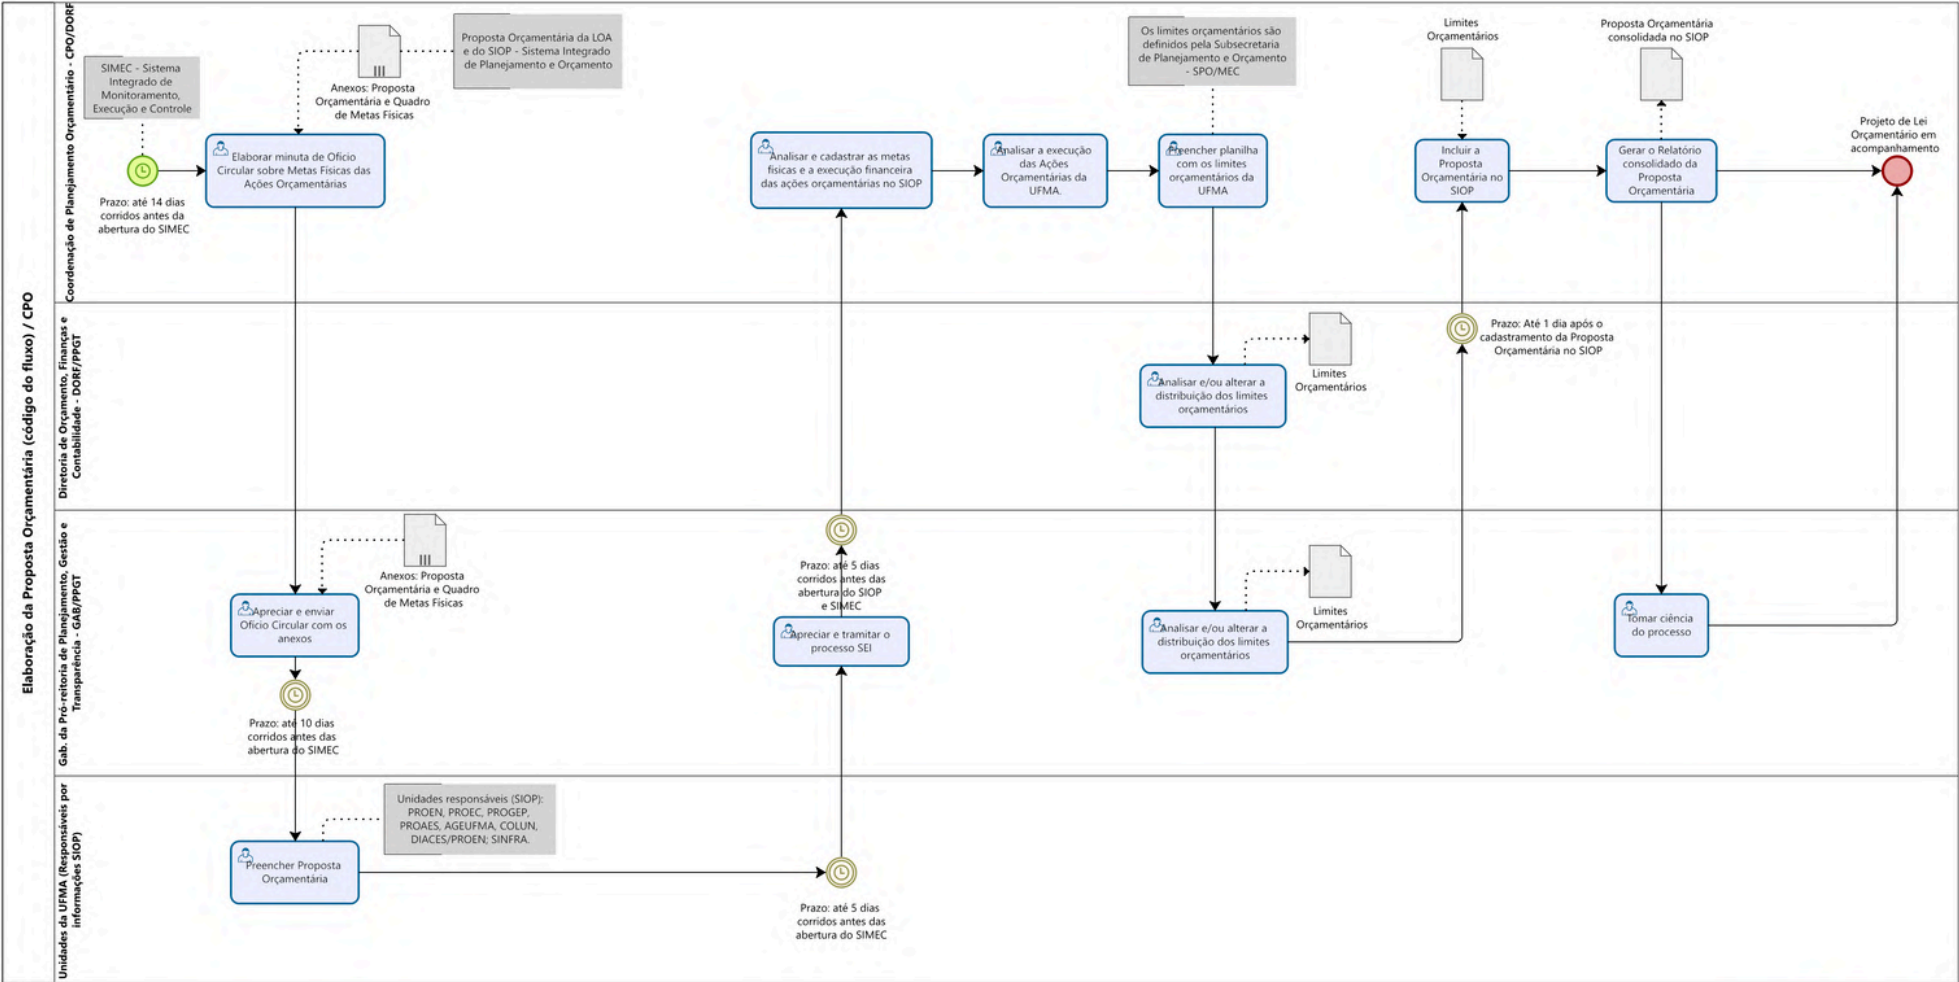 Elaboração da Proposta Orçamentária (código do fluxo) / CPO
Coordenação de Planejamento Orçamentário - CPO/DORF
SIMEC - Sistema
Integrado de
Monitoramento,
Execução e Controle
Prazo: até 14 dias
corridos antes da
abertura do SIMEC
Elaborar minuta de Ofício
Circular sobre Metas Físicas das
Ações Orçamentárias
Anexos: Proposta
Orçamentária e Quadro
de Metas Físicas
Proposta Orçamentária da LOA
e do SIOP - Sistema Integrado
de Planejamento e Orçamento
Analisar e cadastrar as metas
físicas e a execução financeira
das ações orçamentárias no SIOP
Analisar a execução
das Ações
Orçamentárias da
UFMA.
Os limites orçamentários são
definidos pela Subsecretaria
de Planejamento e Orçamento
- SPO/MEC
Preencher planilha
com os limites
orçamentários da
UFMA
Limites
Orçamentários
Incluir a
Proposta
Orçamentária no
SIOP
Proposta Orçamentária
consolidada no SIOP
Gerar o Relatório
consolidado da
Proposta
Orçamentária
Projeto de Lei
Orçamentário em
acompanhamento
Diretoria de Orçamento, Finanças e
Contabilidade - DORF/PPGT
Analisar e/ou alterar a
distribuição dos limites
orçamentários
Limites
Orçamentários
Prazo: Até 1 dia após o
cadastramento da Proposta
Orçamentária no SIOP
Gab. da Pró-reitoria de Planejamento, Gestão e
Transparência - GAB/PPGT
Anexos: Proposta
Orçamentária e Quadro
de Metas Físicas
Apreciar e enviar
Ofício Circular com os
anexos
Prazo: até 10 dias
corridos antes das
abertura do SIMEC
Prazo: até 5 dias
corridos antes das
abertura do SIOP
e SIMEC
Apreciar e tramitar o
processo SEI
Analisar e/ou alterar a
distribuição dos limites
orçamentários
Limites
Orçamentários
Tomar ciência
do processo
Unidades da UFMA (Responsáveis por
informações SIOP)
Preencher Proposta
Orçamentária
Unidades responsáveis (SIOP):
PROEN, PROEC, PROGEP,
PROAES, AGEUFMA, COLUN,
DIACES/PROEN; SINFRA.
Prazo: até 5 dias
corridos antes das
abertura do SIMEC